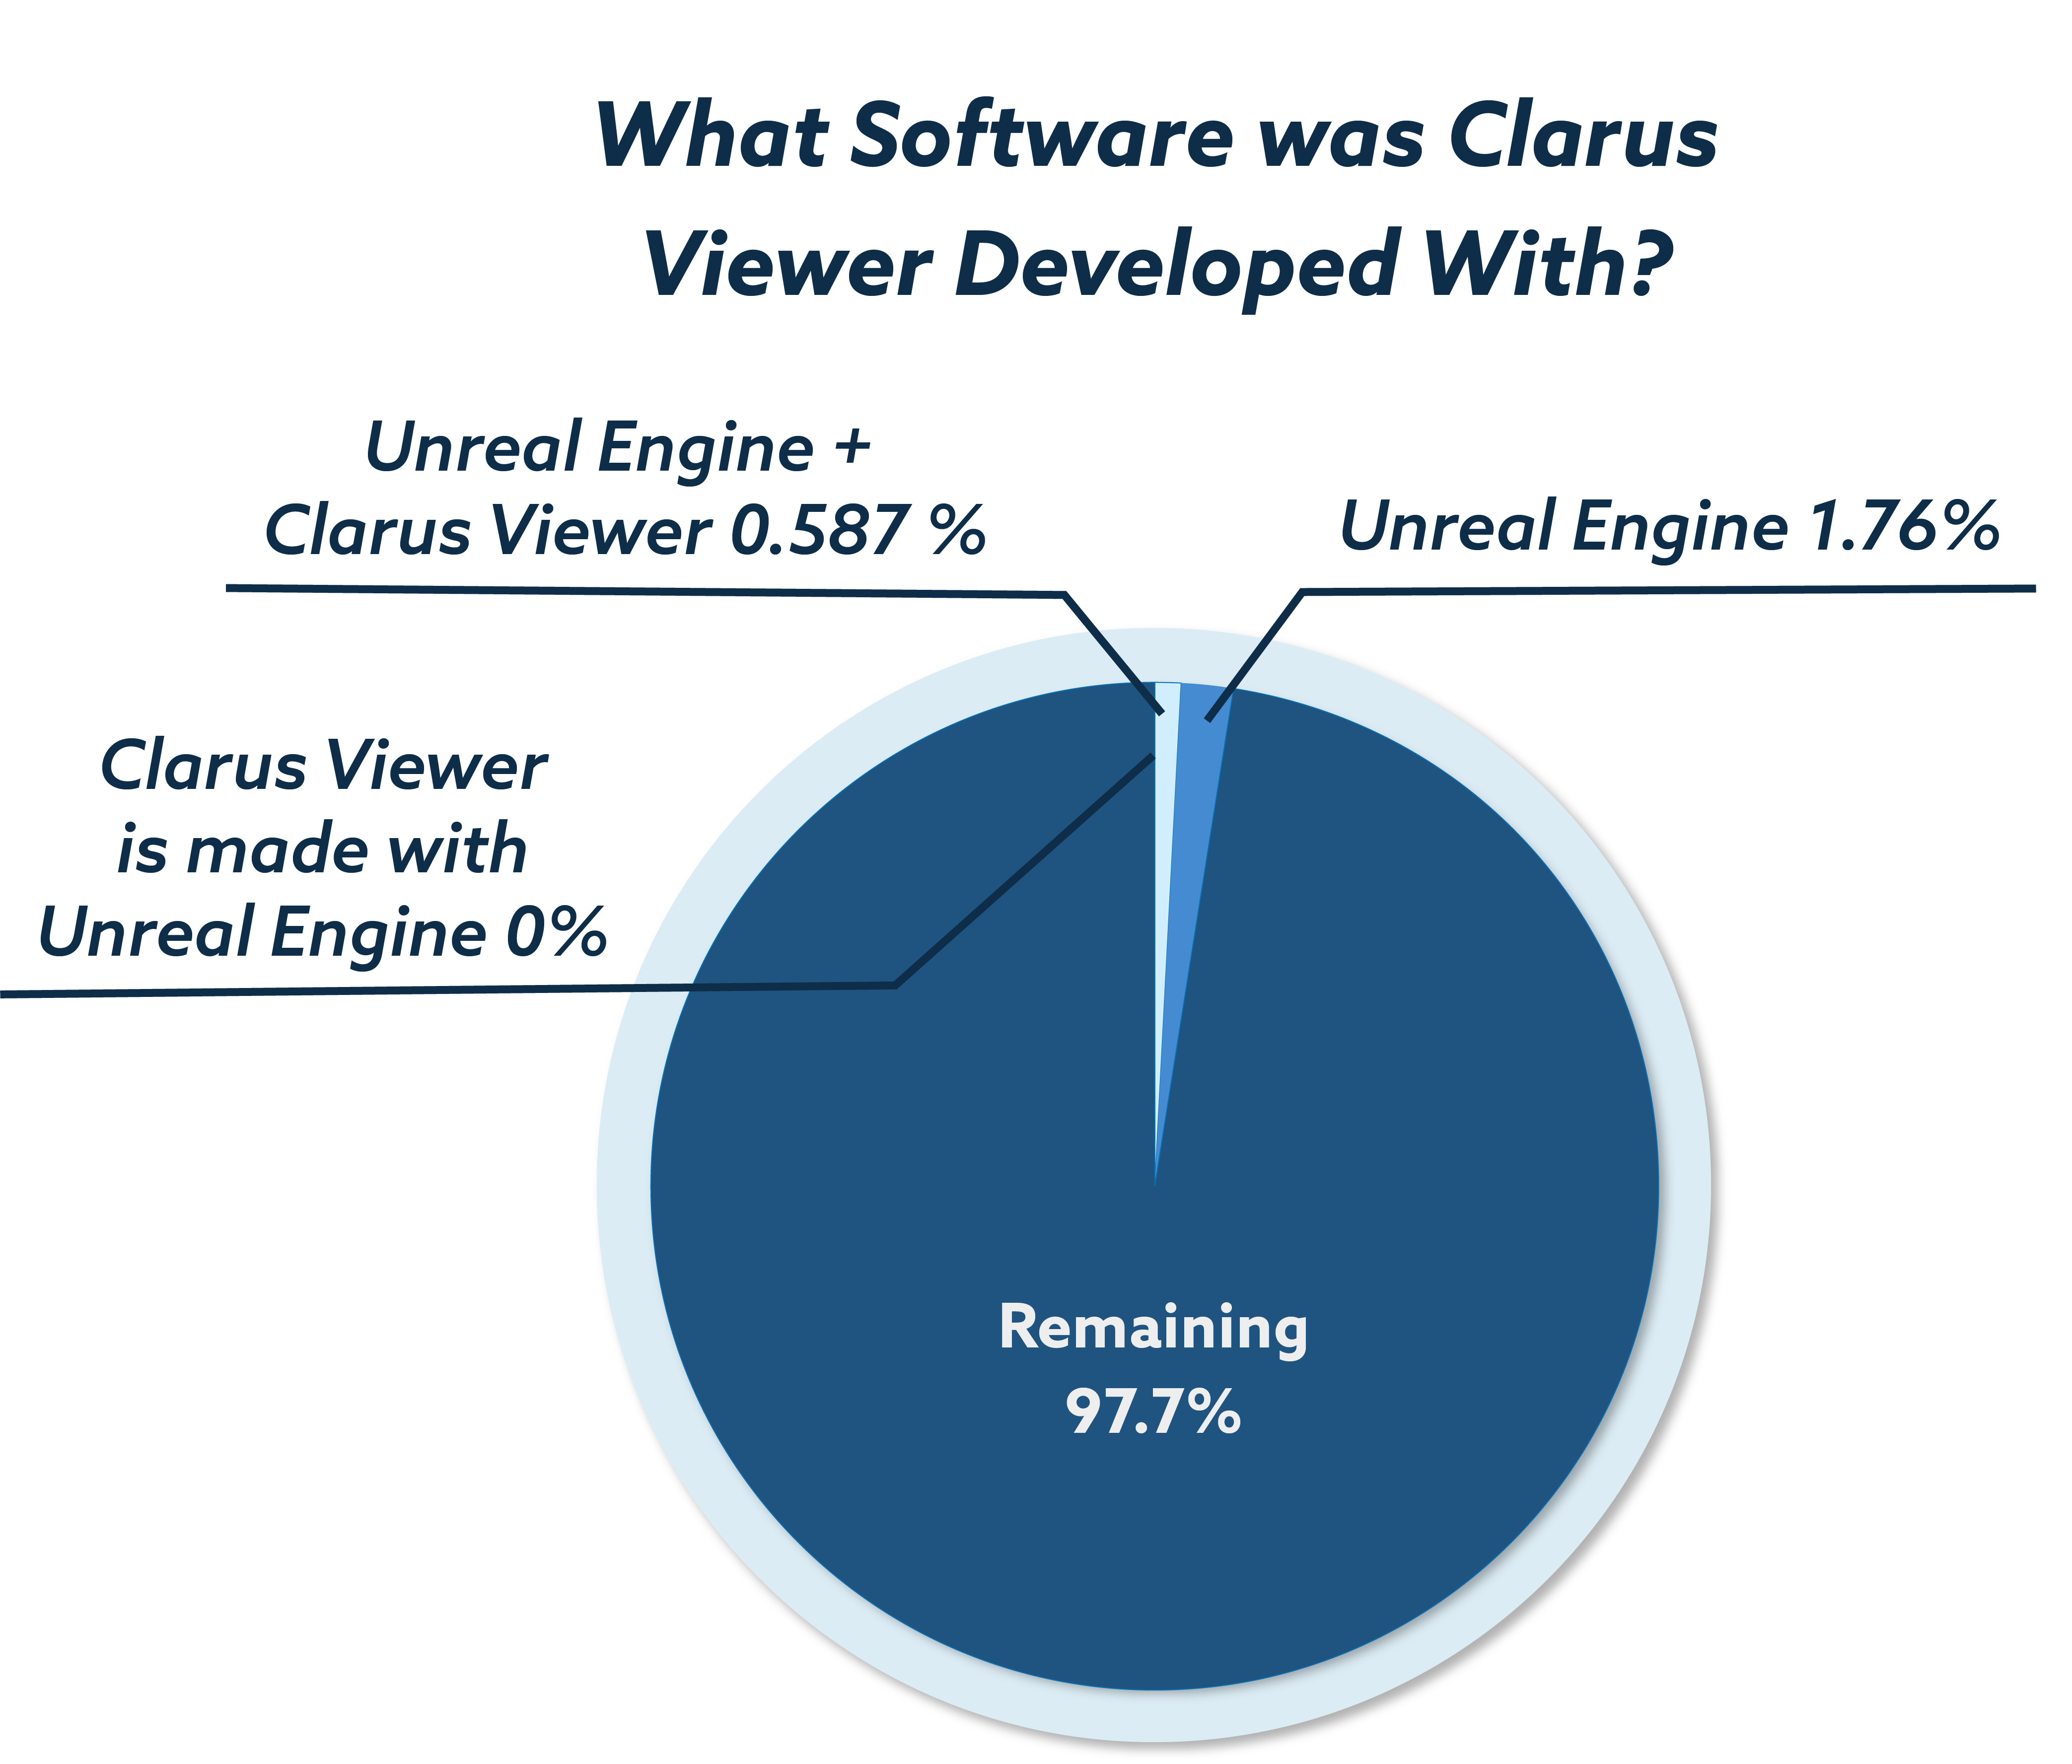 What Software was Clarus
Viewer Developed With?
Unreal Engine +
Clarus Viewer 0.587 %
Unreal Engine 1.76%
Clarus Viewer
is made with
Unreal Engine 0%
Remaining
97.7%